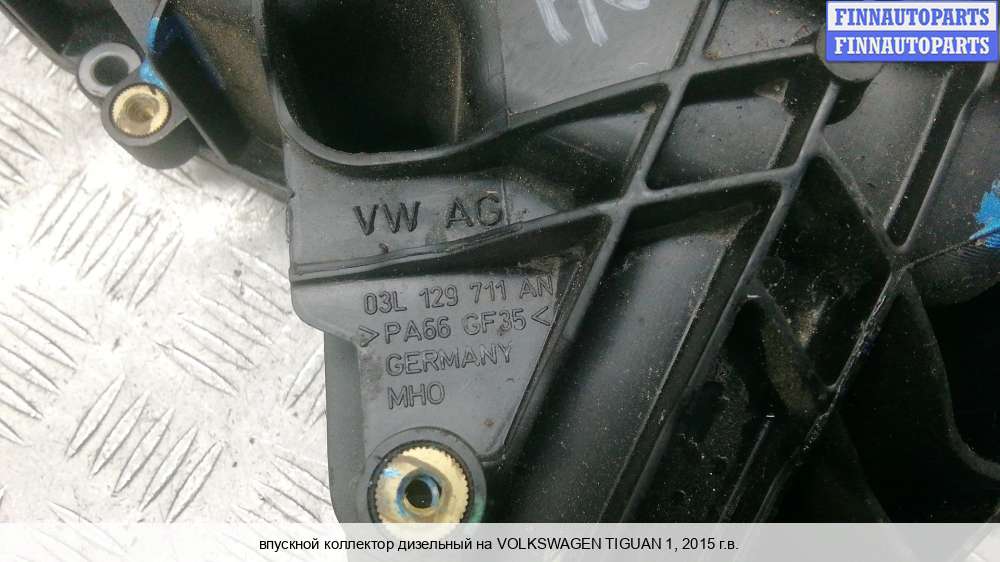 FINNAUTOPARTS
FINNAUTOPARTS
VW AG
03L 129 711 AN
>PA66 GF35<
GERMANY
MHO
впускной коллектор дизельный на VOLKSWAGEN TIGUAN 1, 2015 г.в.